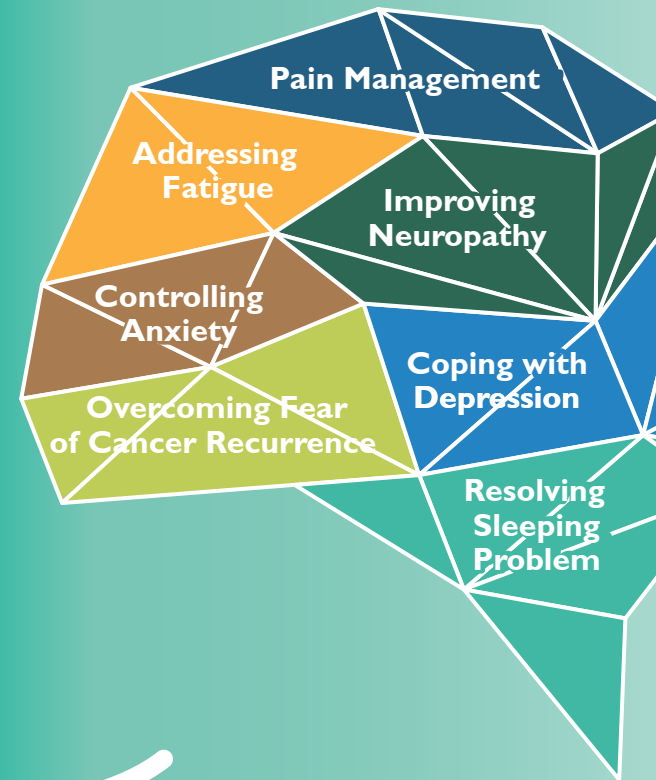 Pain Management
Addressing
Fatigue
Improving
Neuropathy
Controlling
Anxiety
Coping with
Depression
Overcoming Fear
of Cancer Recurrence
Resolving
Sleeping
Problem